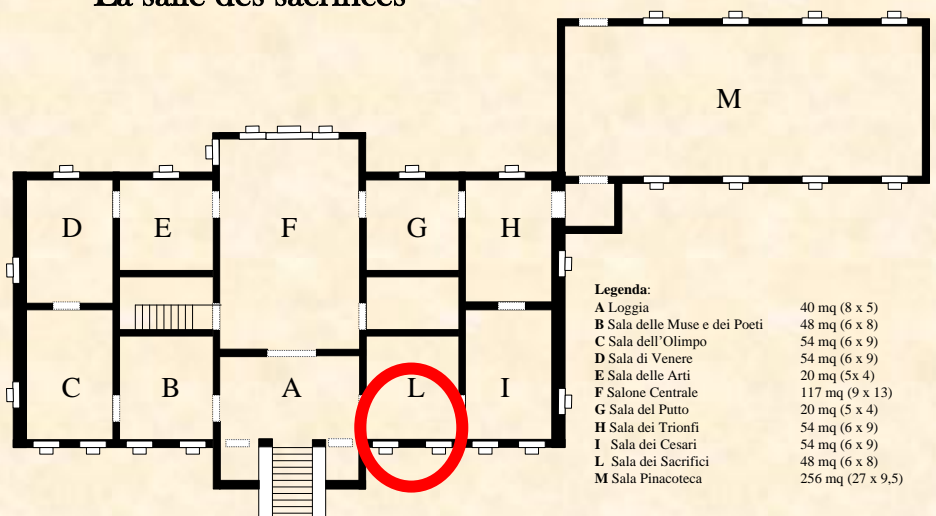 La salle des sacrifices
M
D
E
F
G
H
C
B
A
L
I
Legenda:
A Loggia 40 mq (8 x 5)
B Sala delle Muse e dei Poeti 48 mq (6 x 8)
C Sala dell'Olimpo 54 mq (6 x 9)
D Sala di Venere 54 mq (6 x 9)
E Sala delle Arti 20 mq (5x 4)
F Salone Centrale 117 mq (9 x 13)
G Sala del Putto 20 mq (5 x 4)
H Sala dei Trionfi 54 mq (6 x 9)
I Sala dei Cesari 54 mq (6 x 9)
L Sala dei Sacrifici 48 mq (6 x 8)
M Sala Pinacoteca 256 mq (27 x 9,5)